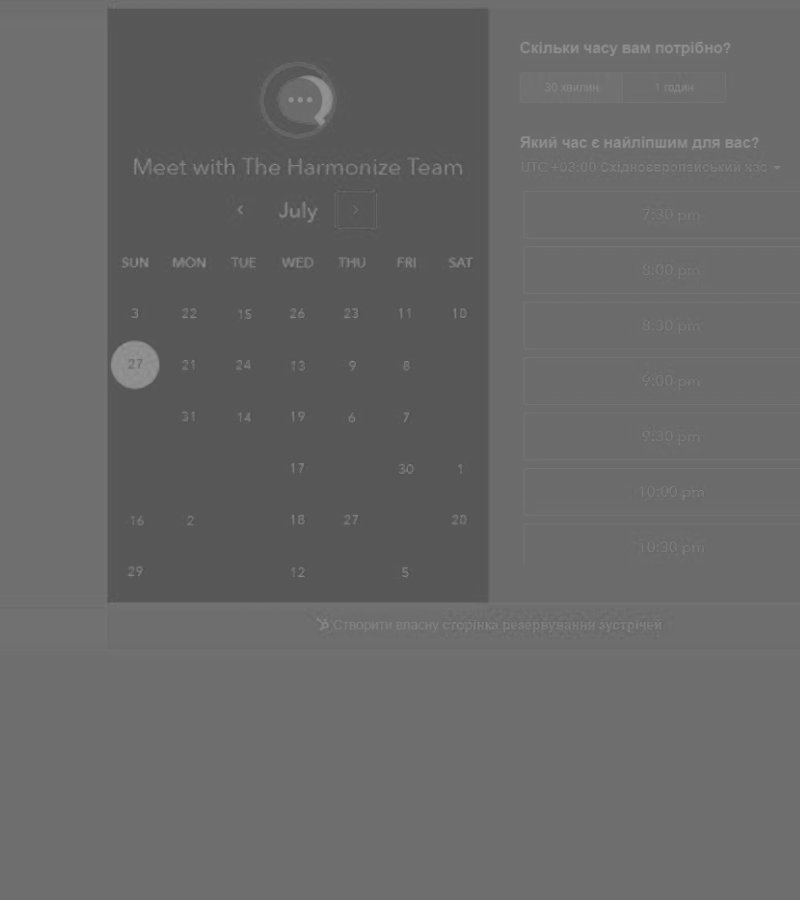 Meet with The Harmonize Team
July
SUN MON TUE WED THU FRI SAT
3 22 15 26 23 11 10
27 21 24 13 9 8
31 14 19 6 7
17 30 1
16 2 18 27 20
29 12 5
Скільки часу вам потрібно?
30 хвилин 1 годин
Який час є найліпшим для вас?
UTC +03:00 Східноєвропейський час
7:30 pm
8:00 pm
8:30 pm
9:00 pm
9:30 pm
10:00 pm
10:30 pm
Створити власну сторінка резервування зустрічей